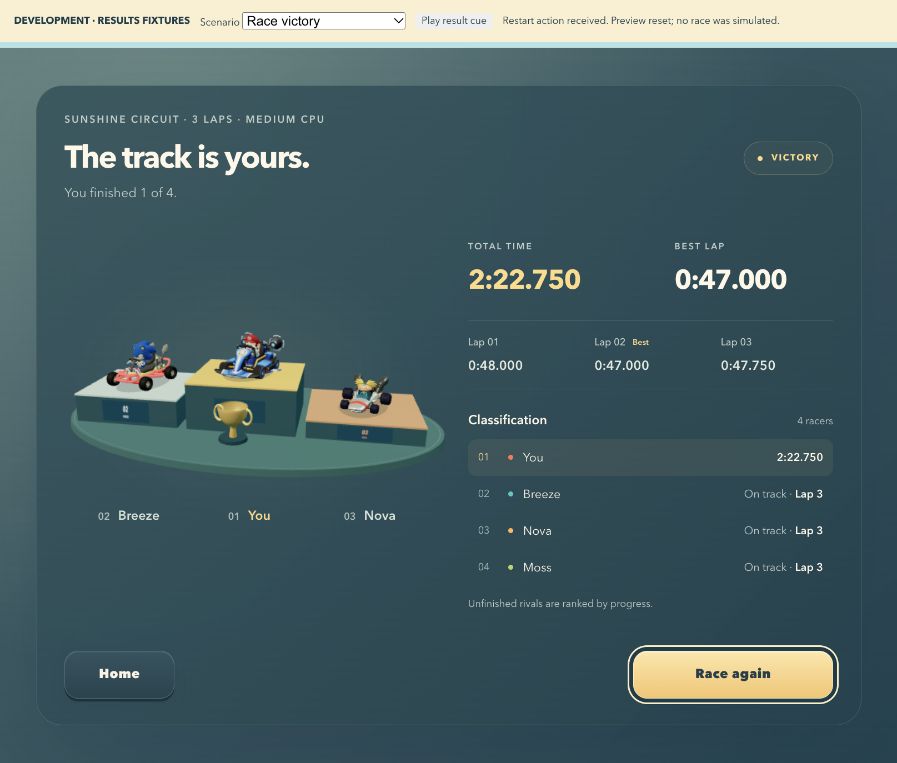 DEVELOPMENT · RESULTS FIXTURES Scenario Race victory Play result cue Restart action received. Preview reset; no race was simulated.
SUNSHINE CIRCUIT · 3 LAPS · MEDIUM CPU
The track is yours.
VICTORY
You finished 1 of 4.
TOTAL TIME BEST LAP
2:22.750 0:47.000
Lap 01 Lap 02 Best Lap 03
0:48.000 0:47.000 0:47.750
02 03
02 Breeze 01 You 03 Nova
Classification 4 racers
01 You 2:22.750
02 Breeze On track · Lap 3
03 Nova On track · Lap 3
04 Moss On track · Lap 3
Unfinished rivals are ranked by progress.
Home Race again